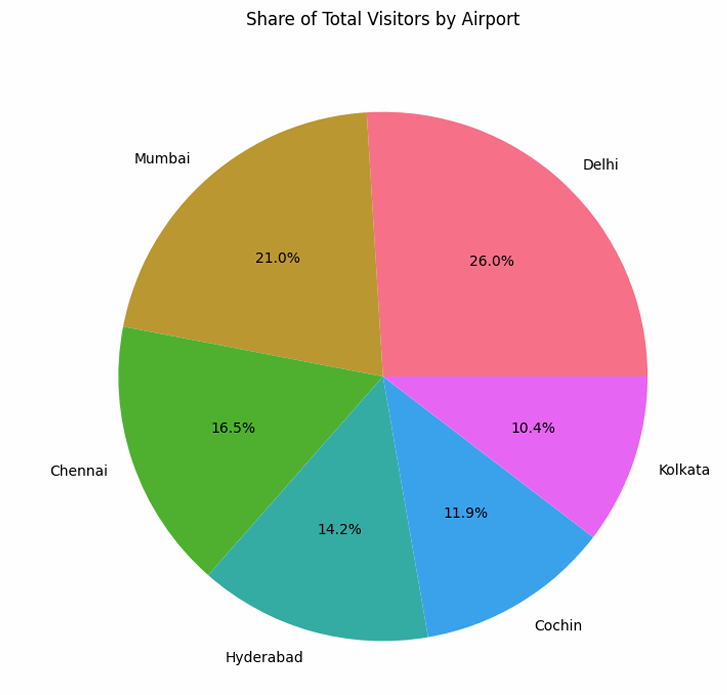 Share of Total Visitors by Airport
Mumbai
Delhi
21.0%
26.0%
16.5%
10.4%
Chennai
Kolkata
11.9%
14.2%
Cochin
Hyderabad